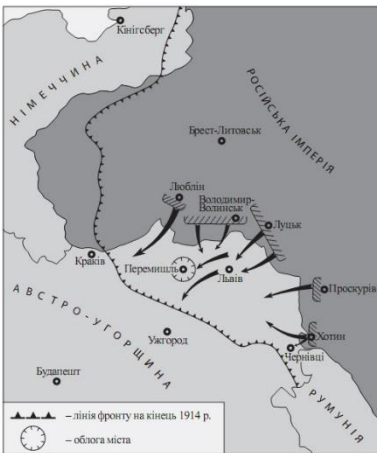 Кінігсберг
НІМЕЧЧИНА
РОСІЙСЬКА ІМПЕРІЯ
Брест-Литовськ
Люблін
Володимир-
Волинськ
Луцьк
Краків
Перемишль
Львів
Проскурів
АВСТРО-УГОРЩИНА
Ужгород
Хотин
Чернівці
Будапешт
РУМУНІЯ
– лінія фронту на кінець 1914 р.
– облога міста